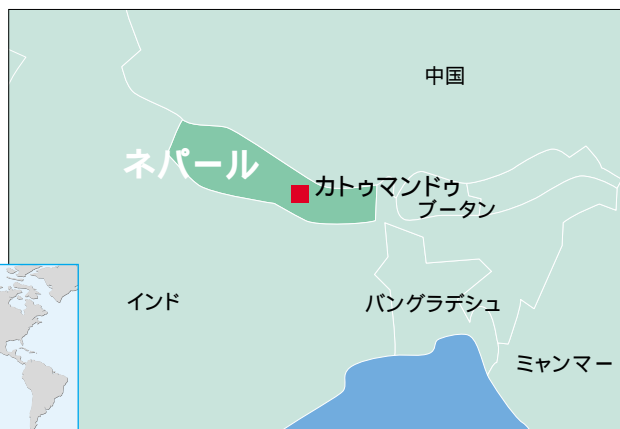 中国
ネパール
カトゥマンドゥ
ブータン
インド
バングラデシュ
ミャンマー